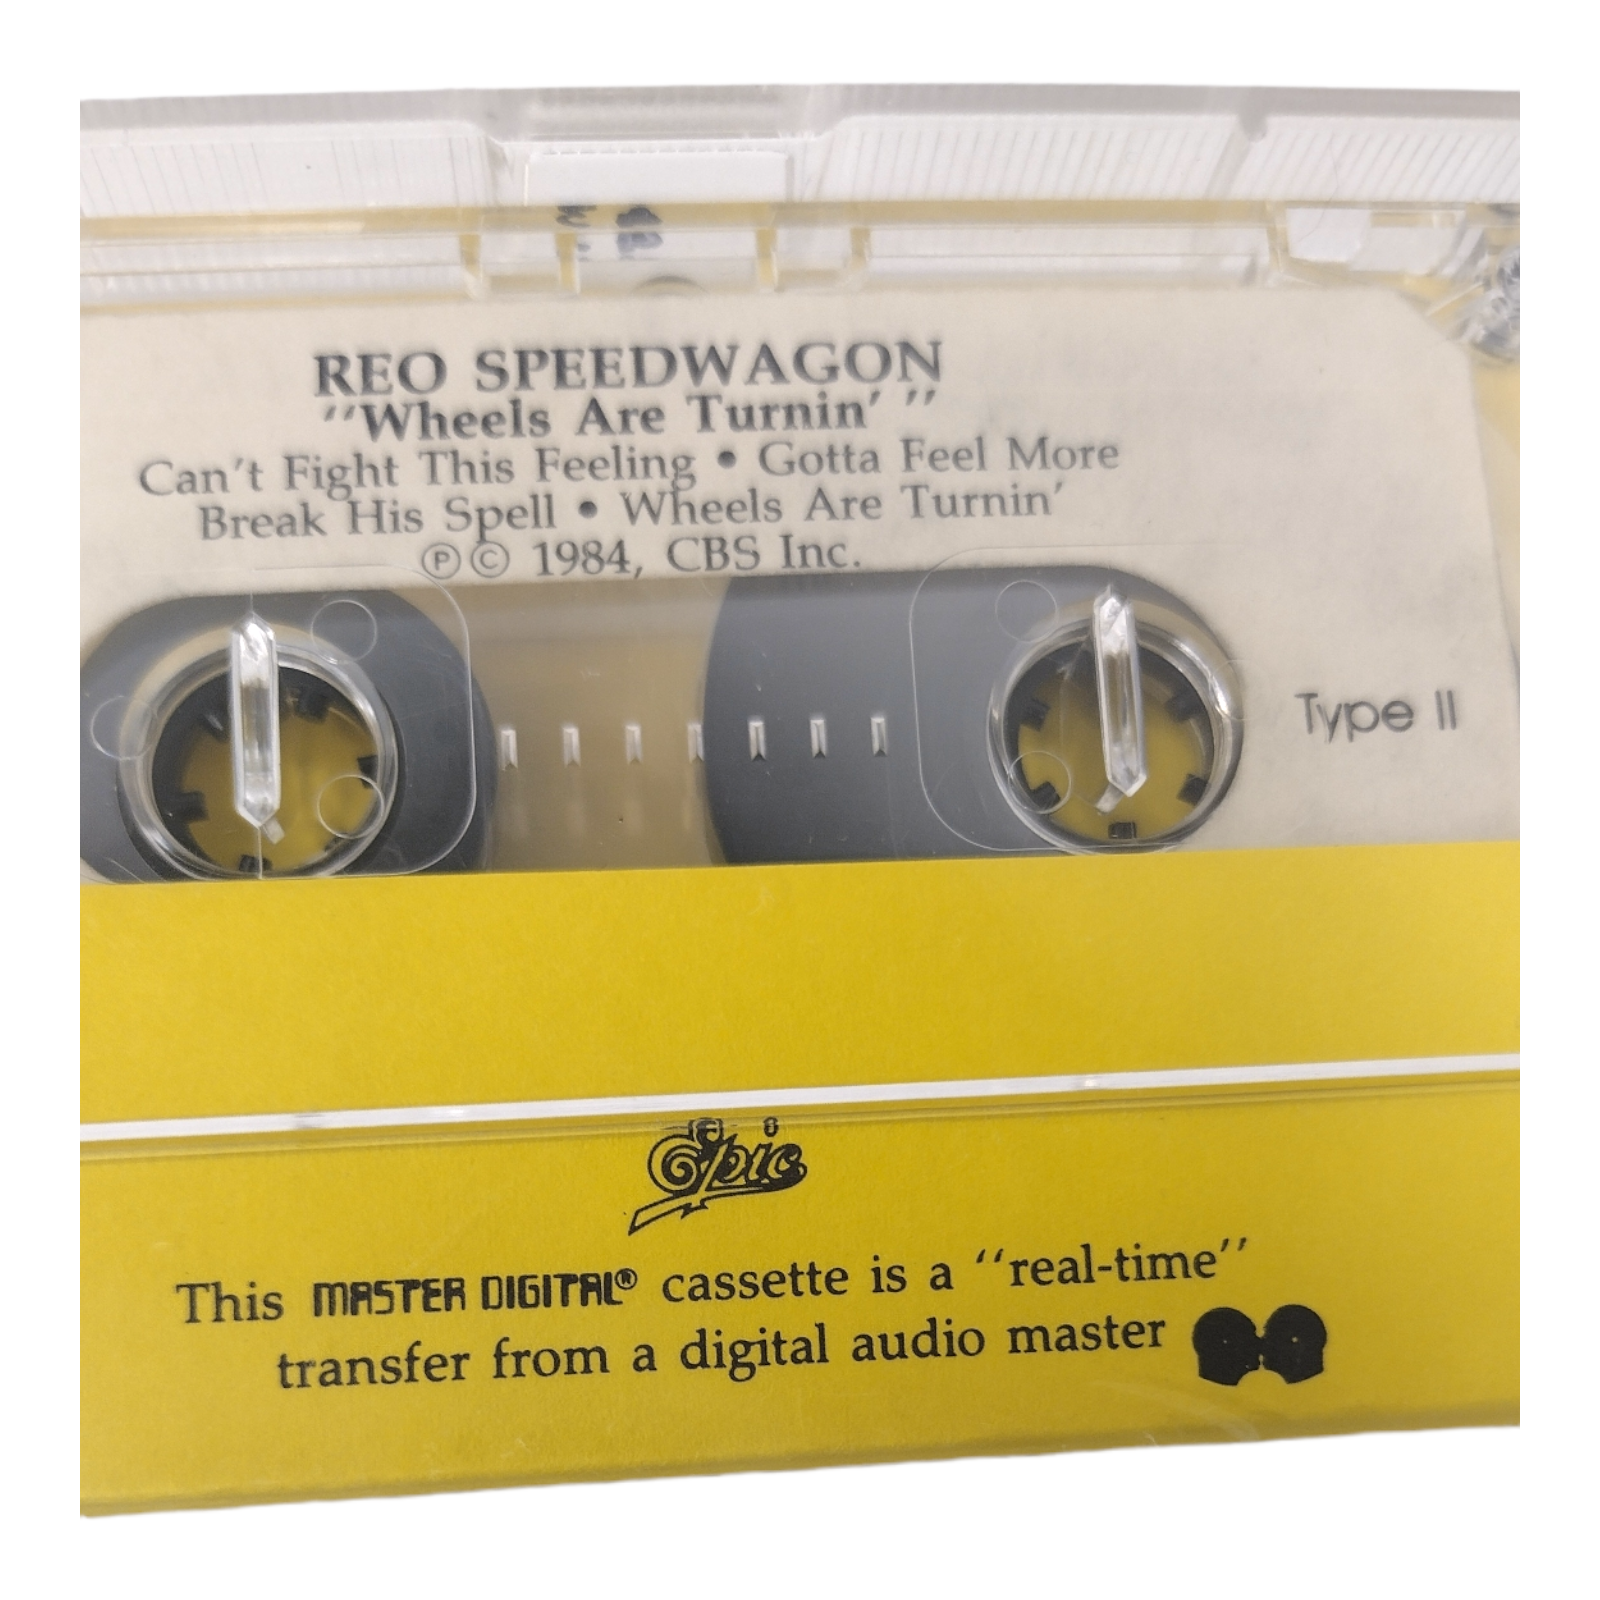 REO SPEEDWAGON
"Wheels Are Turnin' "
Can't Fight This Feeling • Gotta Feel More
Break His Spell • Wheels Are Turnin'
Ⓟ© 1984, CBS Inc.
Type II
Epic
This MASTER DIGITAL® cassette is a "real-time"
transfer from a digital audio master